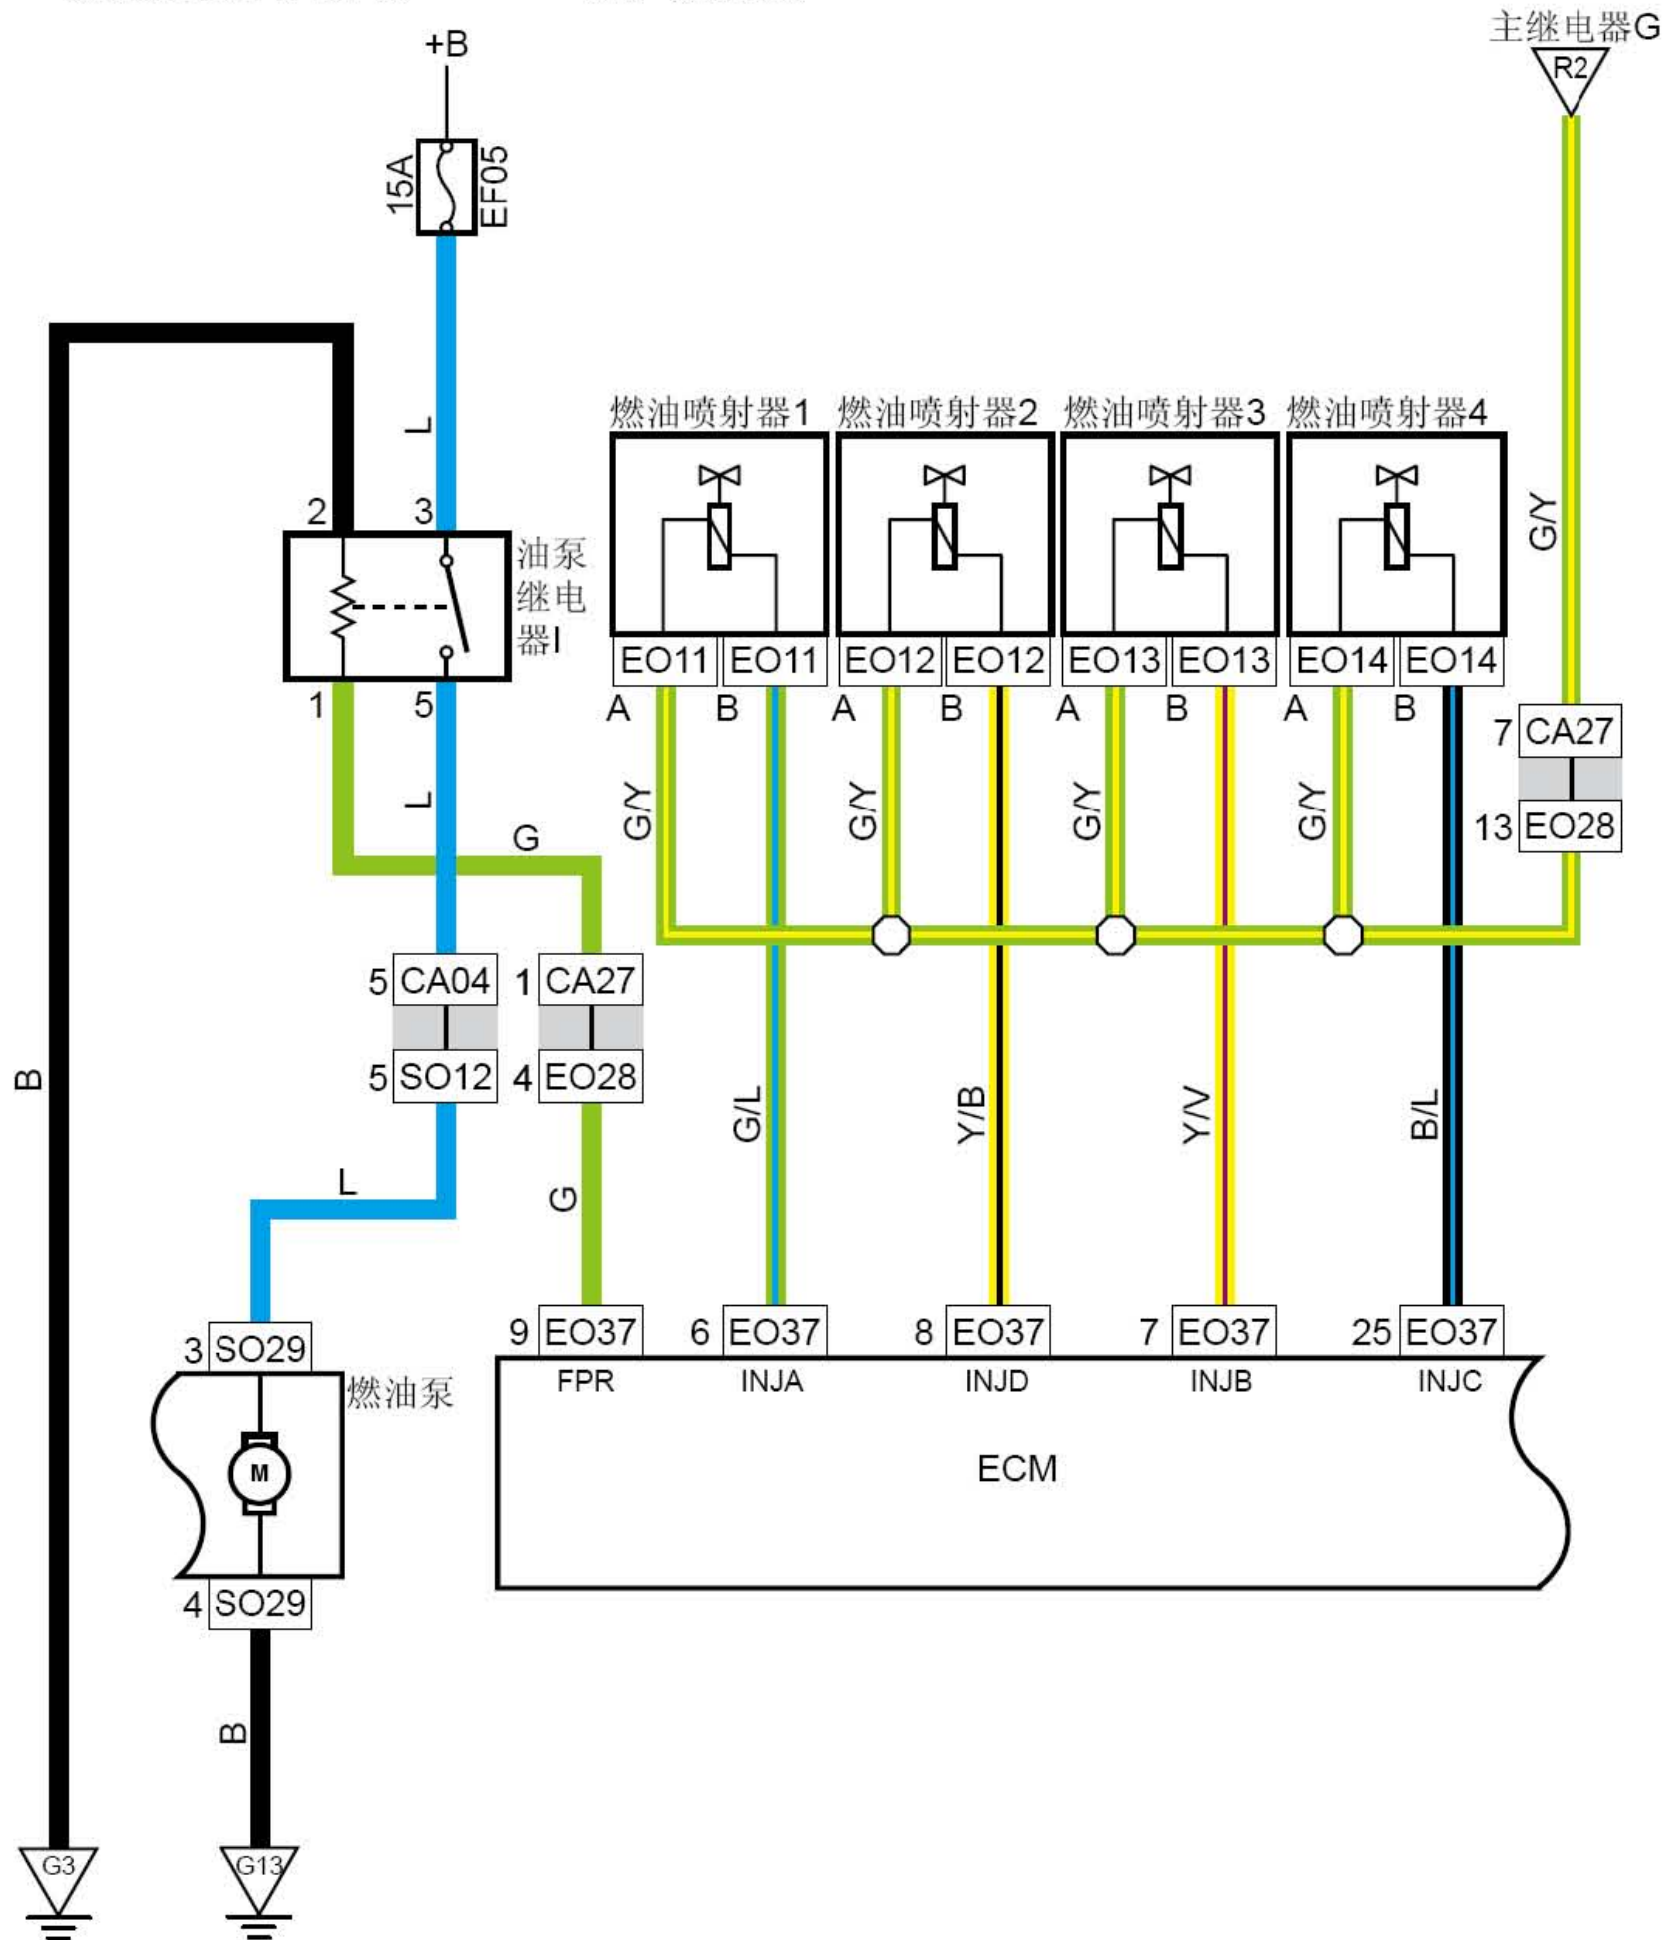 主继电器G
R2
+B
15A
EF05
L
燃油喷射器1
燃油喷射器2
燃油喷射器3
燃油喷射器4
G/Y
2
3
油泵
继电
器I
1
5
EO11
EO11
EO12
EO12
EO13
EO13
EO14
EO14
A
B
A
B
A
B
A
B
7 CA27
13 EO28
L
G
G/Y
G/Y
G/Y
G/Y
5 CA04
1 CA27
5 SO12
4 EO28
B
G/L
Y/B
Y/V
B/L
L
G
3 SO29
9 EO37
6 EO37
8 EO37
7 EO37
25 EO37
燃油泵
FPR
INJA
INJD
INJB
INJC
M
ECM
4 SO29
B
G3
G13